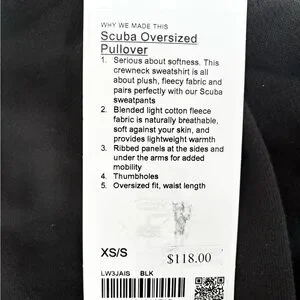 WHY WE MADE THIS
Scuba Oversized
Pullover
1. Serious about softness. This
crewneck sweatshirt is all
about plush, fleecy fabric and
pairs perfectly with our Scuba
sweatpants
2. Blended light cotton fleece
fabric is naturally breathable,
soft against your skin, and
provides lightweight warmth
3. Ribbed panels at the sides and
under the arms for added
mobility
4. Thumbholes
5. Oversized fit, waist length
XS/S
$118.00
LW3JAIS BLK